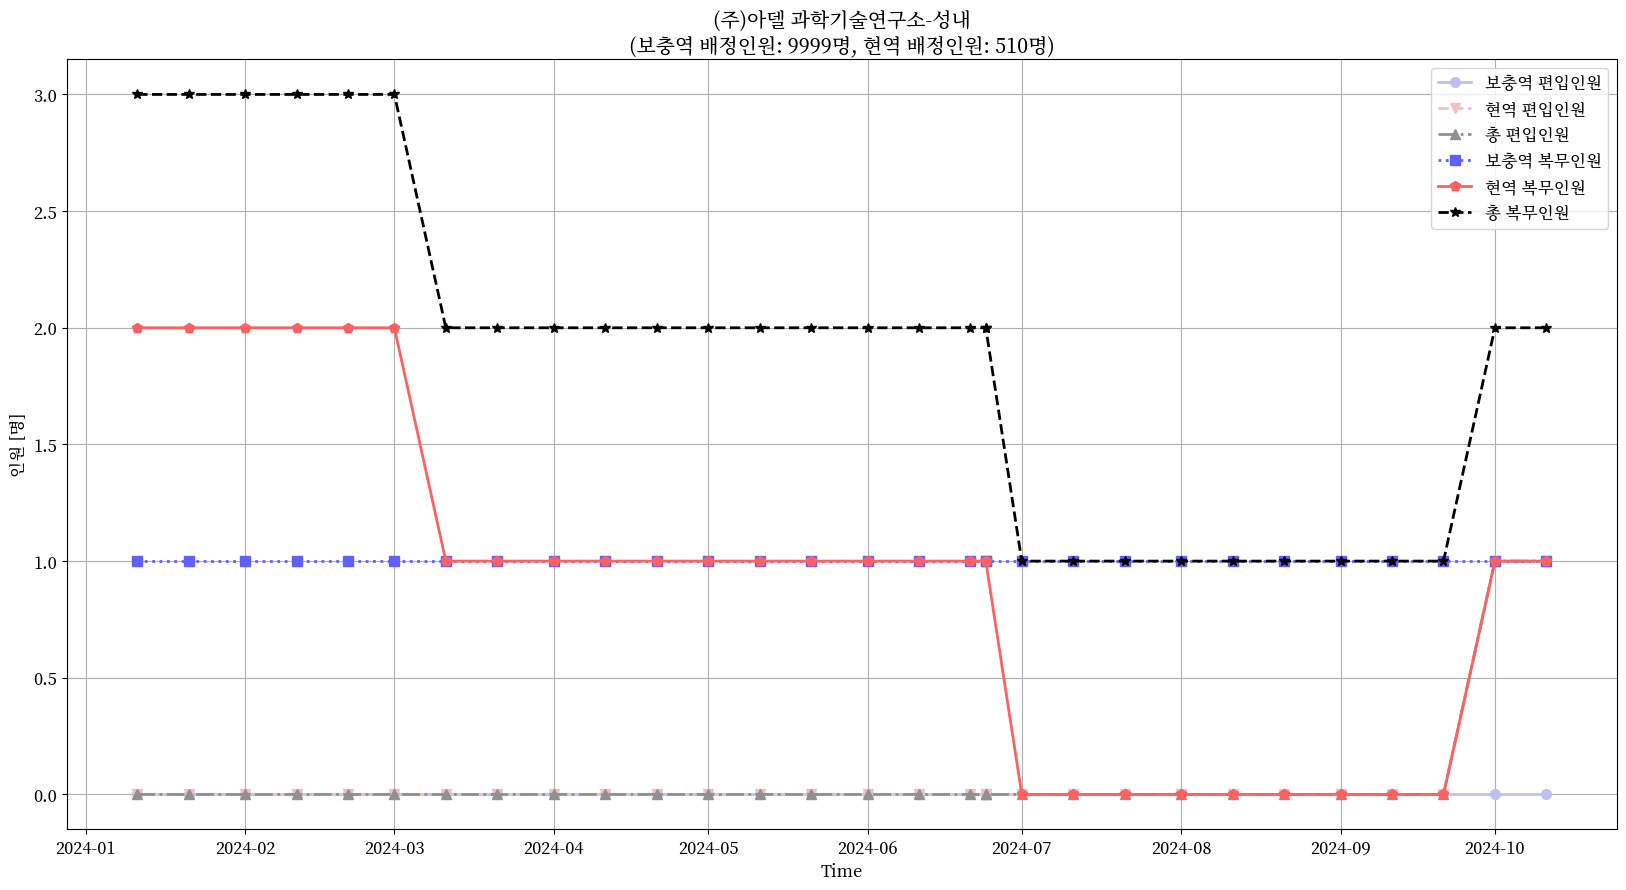 (주)아델 과학기술연구소-성내
(보충역 배정인원: 9999명, 현역 배정인원: 510명)
보충역 편입인원
현역 편입인원
총 편입인원
보충역 복무인원
현역 복무인원
총 복무인원
인원 [명]
3.0
2.5
2.0
1.5
1.0
0.5
0.0
2024-01 2024-02 2024-03 2024-04 2024-05 2024-06 2024-07 2024-08 2024-09 2024-10
Time